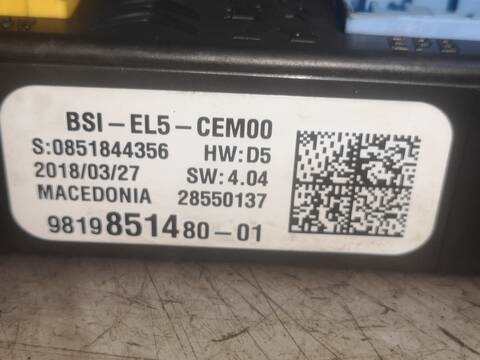 BSI-EL5-CEM00
S:0851844356 HW:D5
2018/03/27 SW:4.04
MACEDONIA 28550137
9819851480-01